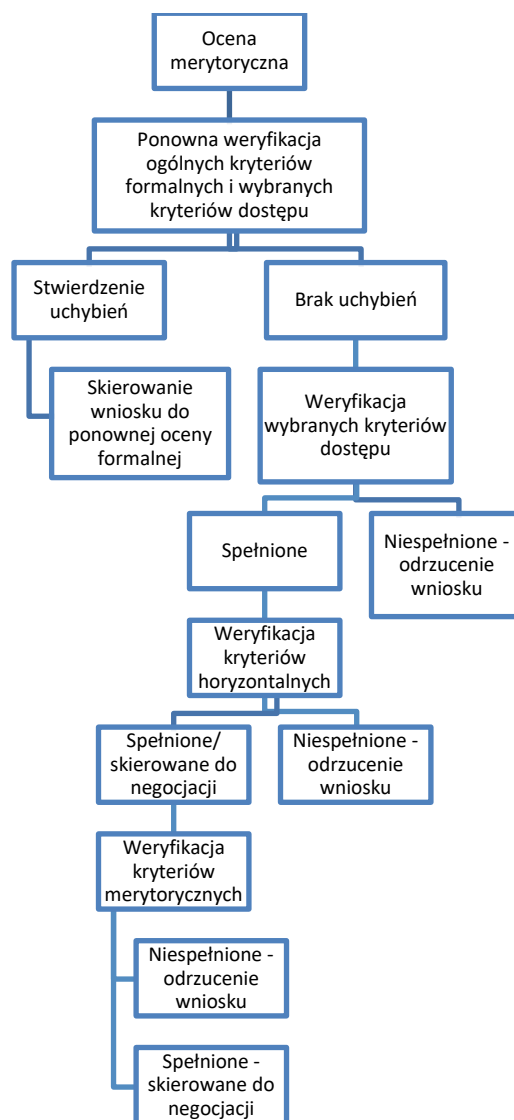 Ocena
merytoryczna
Ponowna weryfikacja
ogólnych kryteriów
formalnych i wybranych
kryteriów dostępu
Stwierdzenie
uchybień
Brak uchybień
Skierowanie
wniosku do
ponownej oceny
formalnej
Weryfikacja
wybranych kryteriów
dostępu
Spełnione
Niespełnione -
odrzucenie
wniosku
Weryfikacja
kryteriów
horyzontalnych
Spełnione/
skierowane do
negocjacji
Niespełnione -
odrzucenie
wniosku
Weryfikacja
kryteriów
merytorycznych
Niespełnione -
odrzucenie
wniosku
Spełnione -
skierowane do
negocjacji